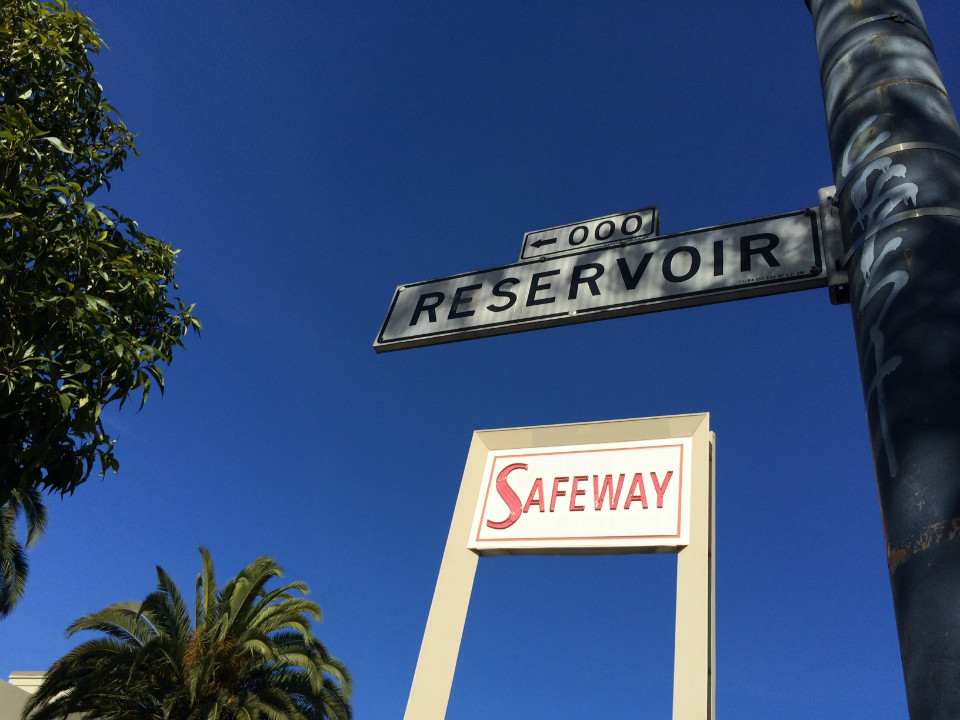 ← 000
RESERVOIR
SAFEWAY